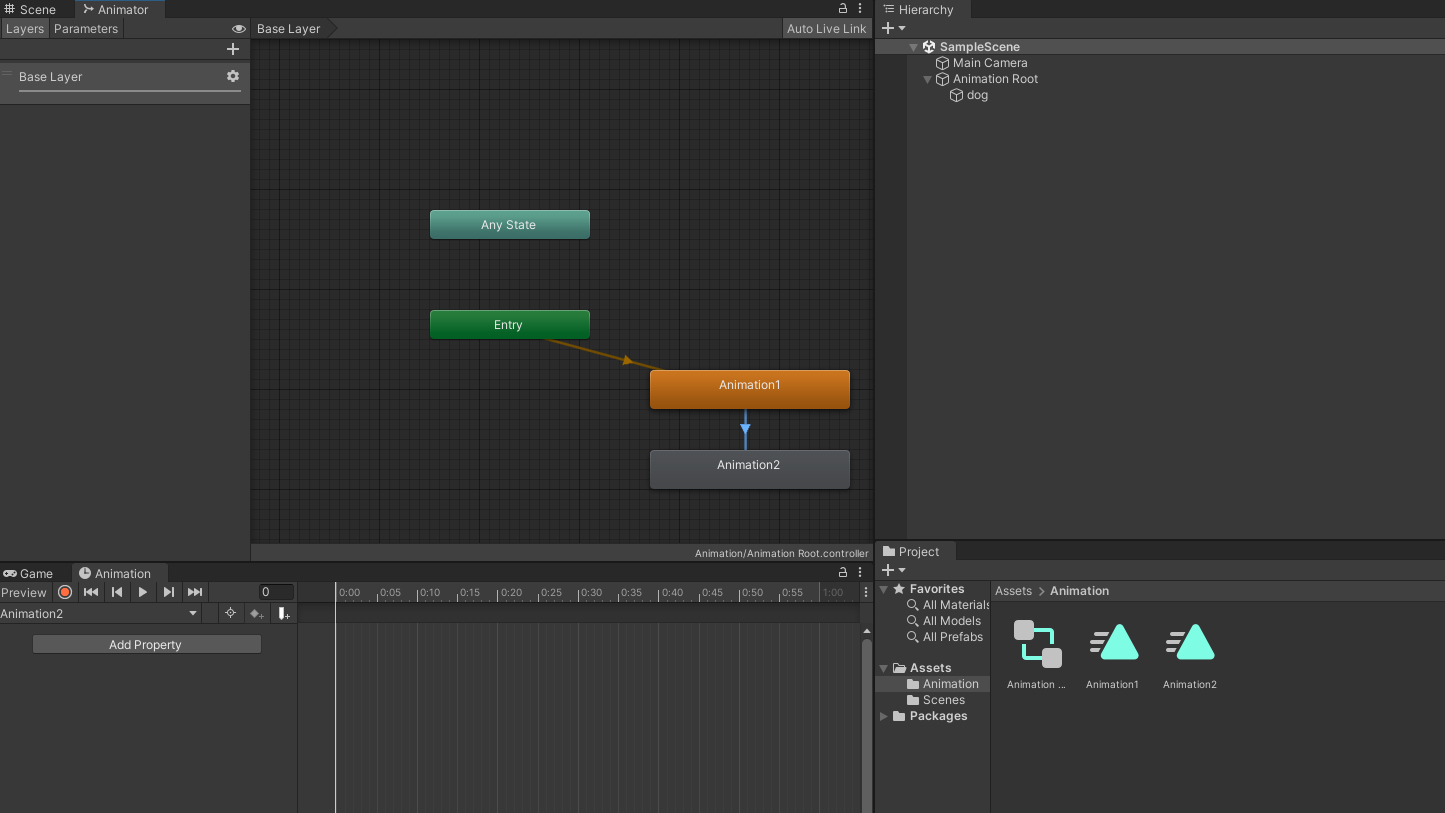 Scene
Animator
Layers
Parameters
Base Layer
Auto Live Link
Base Layer
Any State
Entry
Animation1
Animation2
Animation/Animation Root.controller
Hierarchy
SampleScene
Main Camera
Animation Root
dog
Game
Animation
Preview
0
0:00 0:05 0:10 0:15 0:20 0:25 0:30 0:35 0:40 0:45 0:50 0:55 1:00
Animation2
Add Property
Project
Favorites
All Materials
All Models
All Prefabs
Assets
Animation
Scenes
Packages
Assets > Animation
Animation ...
Animation1
Animation2